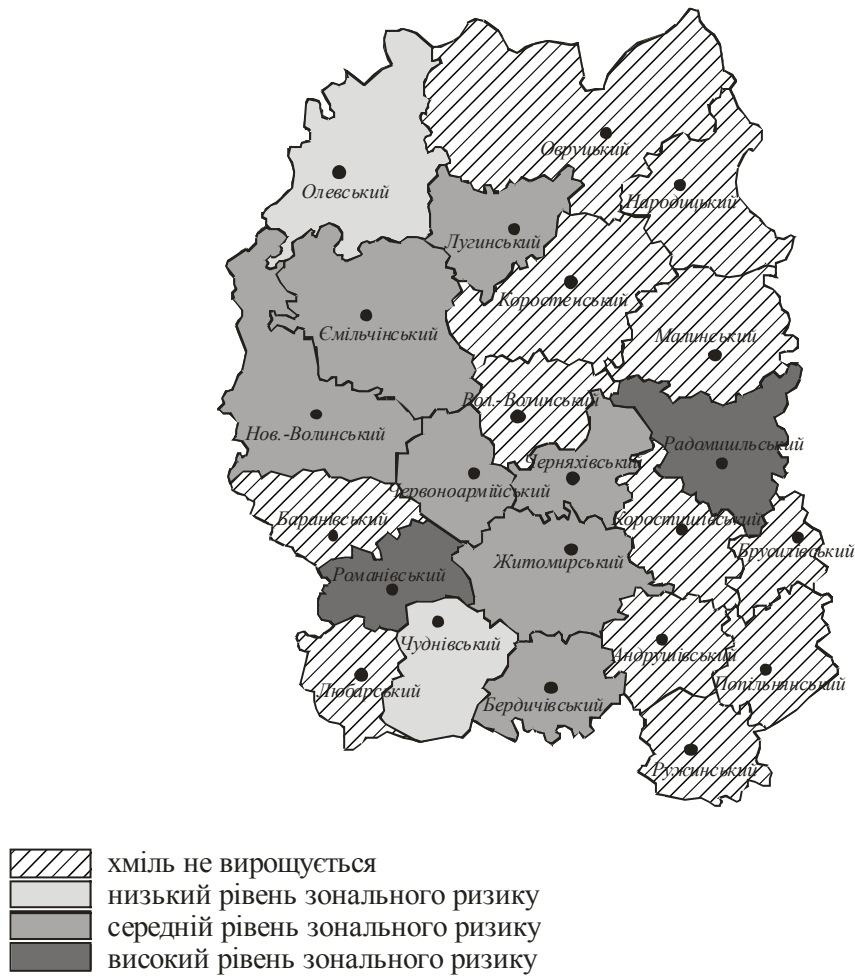 Овруцький
Олевський
Народицький
Лугинський
Коростенський
Ємільчінський
Малинський
Вол.-Волинський
Нов.-Волинський
Радомишльський
Черняхівський
Червоноармійський
Баранівський
Коростишівський
Брусилівський
Житомирський
Романівський
Чуднівський
Андрушівський
Любарський
Попільнянський
Бердичівський
Ружинський
хміль не вирощується
низький рівень зонального ризику
середній рівень зонального ризику
високий рівень зонального ризику